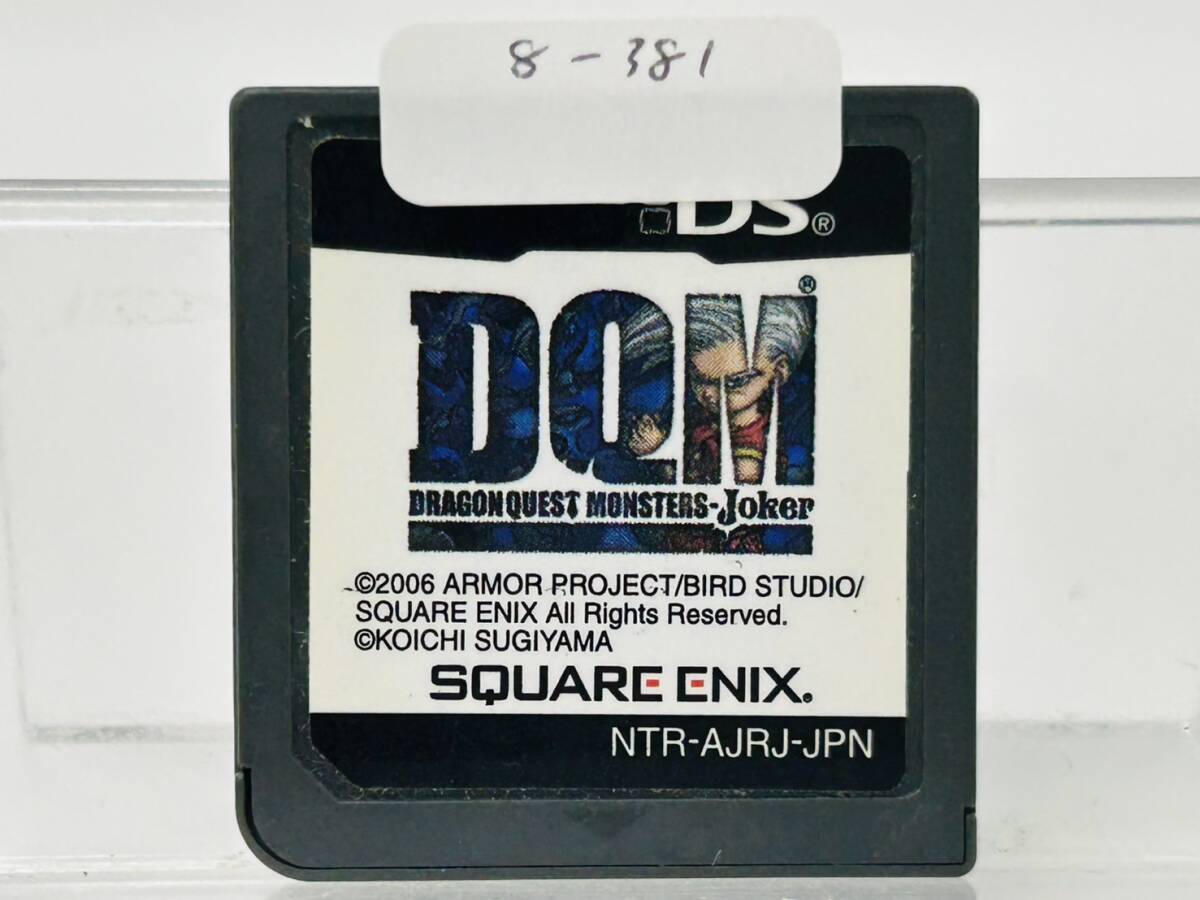 8-381
DS®
DQM®
DRAGON QUEST MONSTERS-Joker
©2006 ARMOR PROJECT/BIRD STUDIO/
SQUARE ENIX All Rights Reserved.
©KOICHI SUGIYAMA
SQUARE ENIX.
NTR-AJRJ-JPN